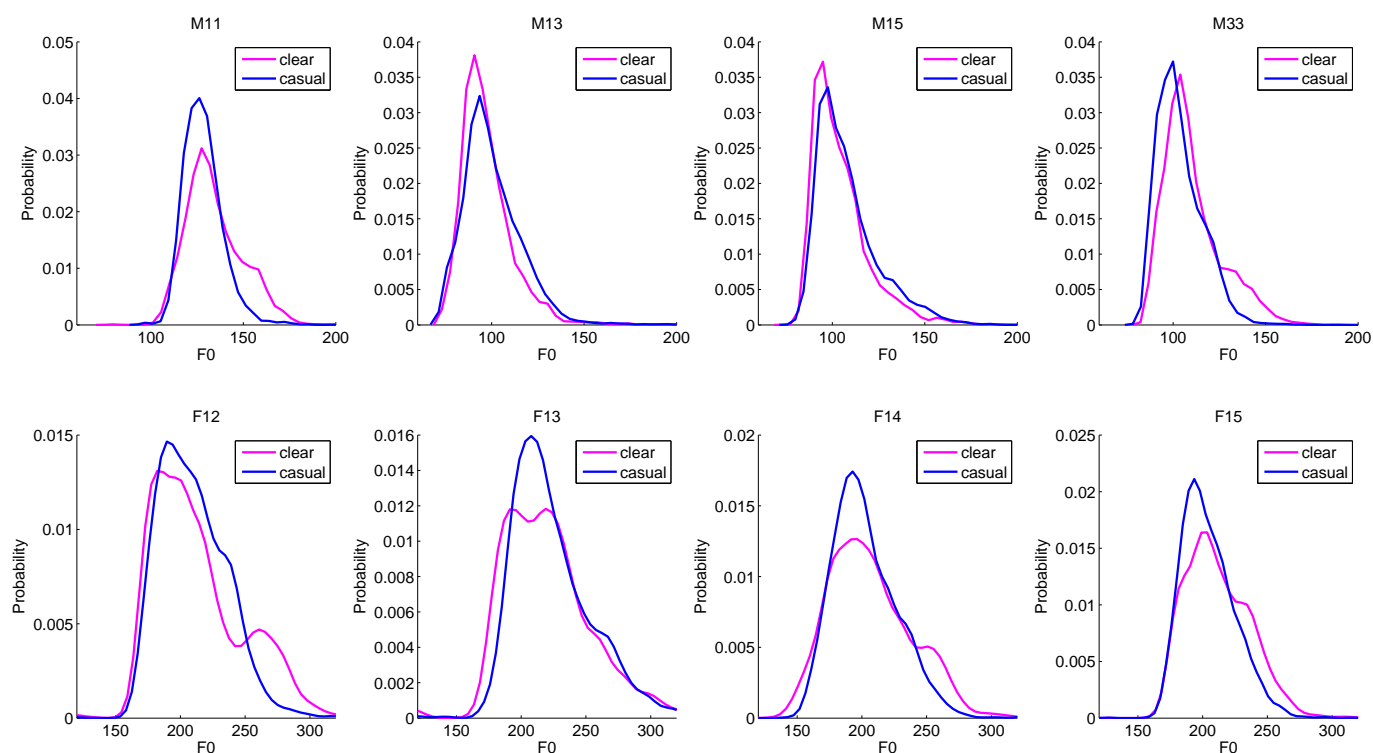 M11
0.05
0.04
0.03
0.02
0.01
0
100
150
200
Probability
F0
clear
casual
M13
0.04
0.035
0.03
0.025
0.02
0.015
0.01
0.005
0
100
150
200
Probability
F0
clear
casual
M15
0.04
0.035
0.03
0.025
0.02
0.015
0.01
0.005
0
100
150
200
Probability
F0
clear
casual
M33
0.04
0.035
0.03
0.025
0.02
0.015
0.01
0.005
0
100
150
200
Probability
F0
clear
casual
F12
0.015
0.01
0.005
0
150
200
250
300
Probability
F0
clear
casual
F13
0.016
0.014
0.012
0.01
0.008
0.006
0.004
0.002
0
150
200
250
300
Probability
F0
clear
casual
F14
0.02
0.015
0.01
0.005
0
150
200
250
300
Probability
F0
clear
casual
F15
0.025
0.02
0.015
0.01
0.005
0
150
200
250
300
Probability
F0
clear
casual